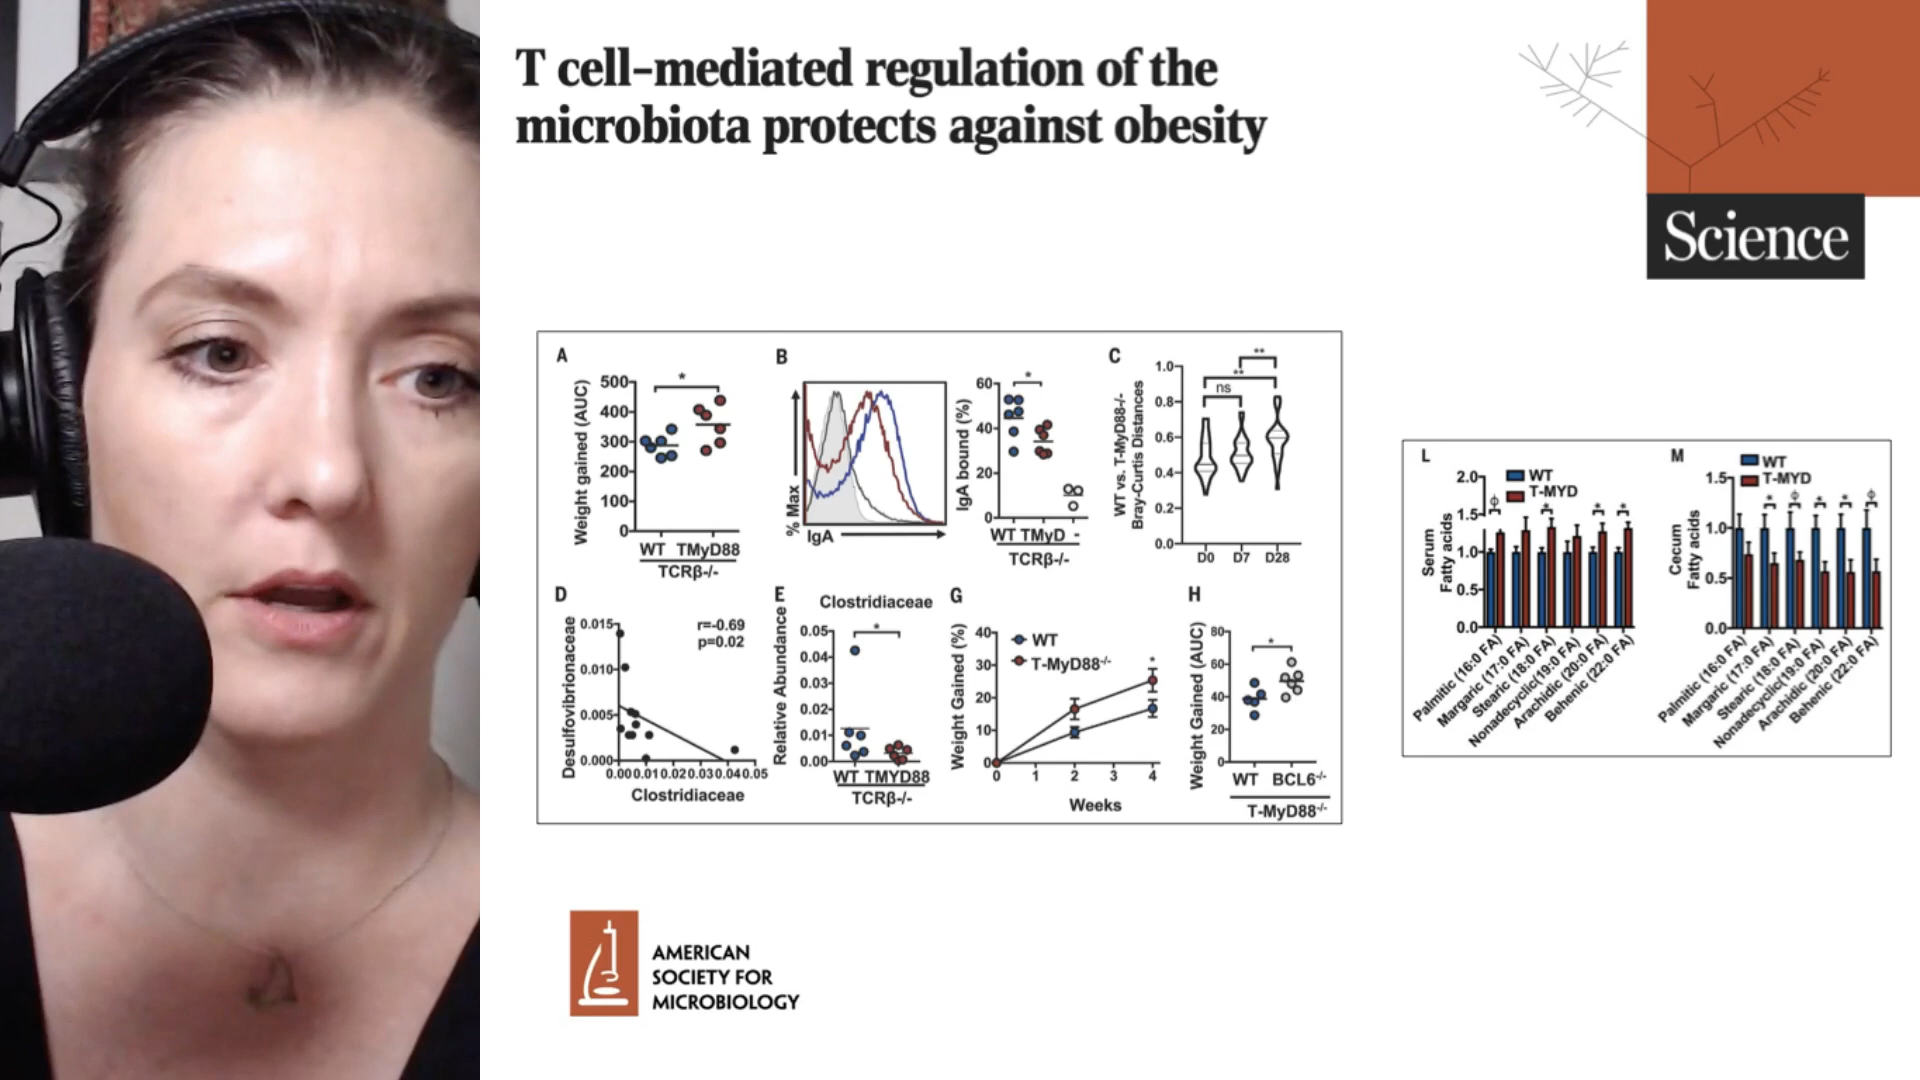 T cell–mediated regulation of the
microbiota protects against obesity
Science
A
Weight gained (AUC)
500
400
300
200
100
0
*
WT TMyD88
TCRβ-/-
B
% Max
IgA
IgA bound (%)
60
40
20
0
*
WT TMyD -
TCRβ-/-
C
WT vs. T-MyD88-/-
Bray-Curtis Distances
1.0
0.8
0.6
0.4
0.2
0.0
**
**
ns
D0 D7 D28
D
Desulfovibrionaceae
0.015
0.010
0.005
0.000
r=-0.69
p=0.02
0.000 0.01 0.02 0.03 0.04 0.05
Clostridiaceae
E
Clostridiaceae
Relative Abundance
0.05
0.04
0.03
0.02
0.01
0.00
*
WT TMYD88
TCRβ-/-
G
Weight Gained (%)
40
30
20
10
0
WT
T-MyD88-/-
*
0 1 2 3 4
Weeks
H
Weight Gained (AUC)
80
60
40
20
0
*
WT BCL6-/-
T-MyD88-/-
L
WT
T-MYD
Serum
Fatty acids
2.0
1.5
1.0
0.5
0.0
ϕ * * *
Palmitic (16:0 FA)
Margaric (17:0 FA)
Stearic (18:0 FA)
Nonadecyclic (19:0 FA)
Arachidic (20:0 FA)
Behenic (22:0 FA)
M
WT
T-MYD
Cecum
Fatty acids
1.5
1.0
0.5
0.0
* ϕ * * ϕ
Palmitic (16:0 FA)
Margaric (17:0 FA)
Stearic (18:0 FA)
Nonadecyclic(19:0 FA)
Arachidic (20:0 FA)
Behenic (22:0 FA)
AMERICAN
SOCIETY FOR
MICROBIOLOGY